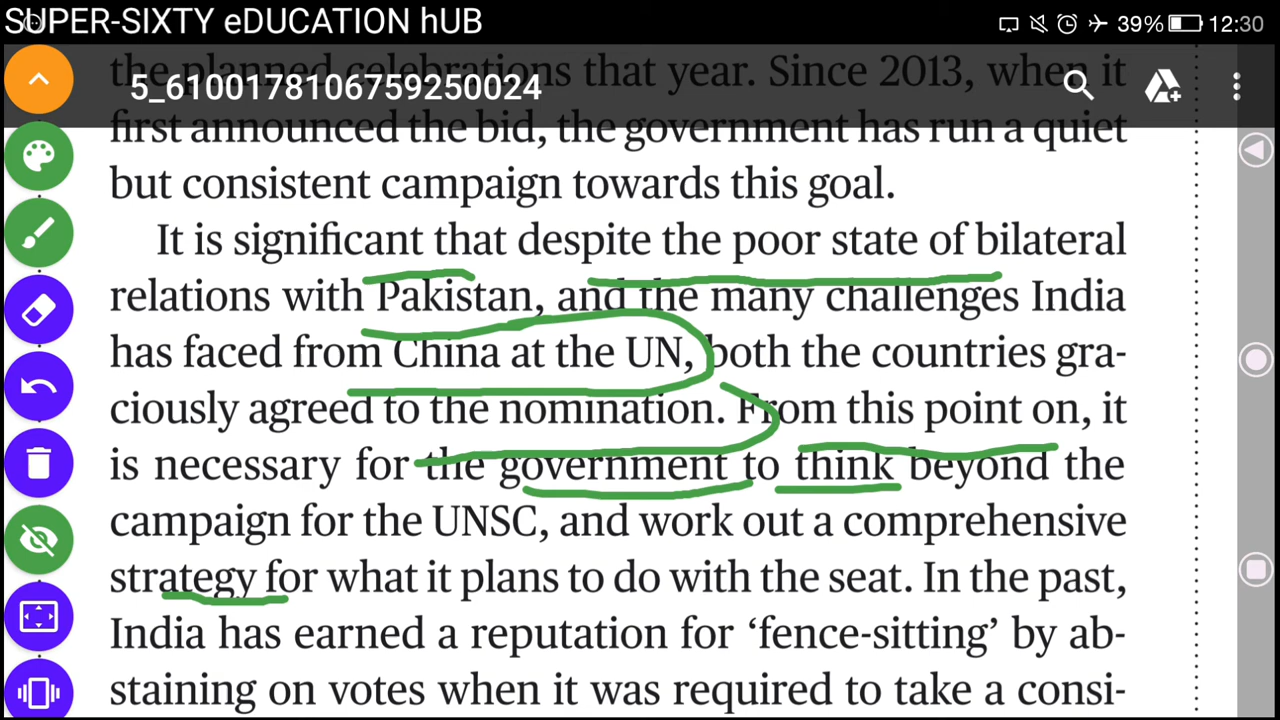 SUPER-SIXTY eDUCATION hUB
39% 12:30
the planned celebrations that year. Since 2013, when it
5_6100178106759250024
first announced the bid, the government has run a quiet
but consistent campaign towards this goal.
It is significant that despite the poor state of bilateral
relations with Pakistan, and the many challenges India
has faced from China at the UN, both the countries gra-
ciously agreed to the nomination. From this point on, it
is necessary for the government to think beyond the
campaign for the UNSC, and work out a comprehensive
strategy for what it plans to do with the seat. In the past,
India has earned a reputation for ‘fence-sitting’ by ab-
staining on votes when it was required to take a consi-